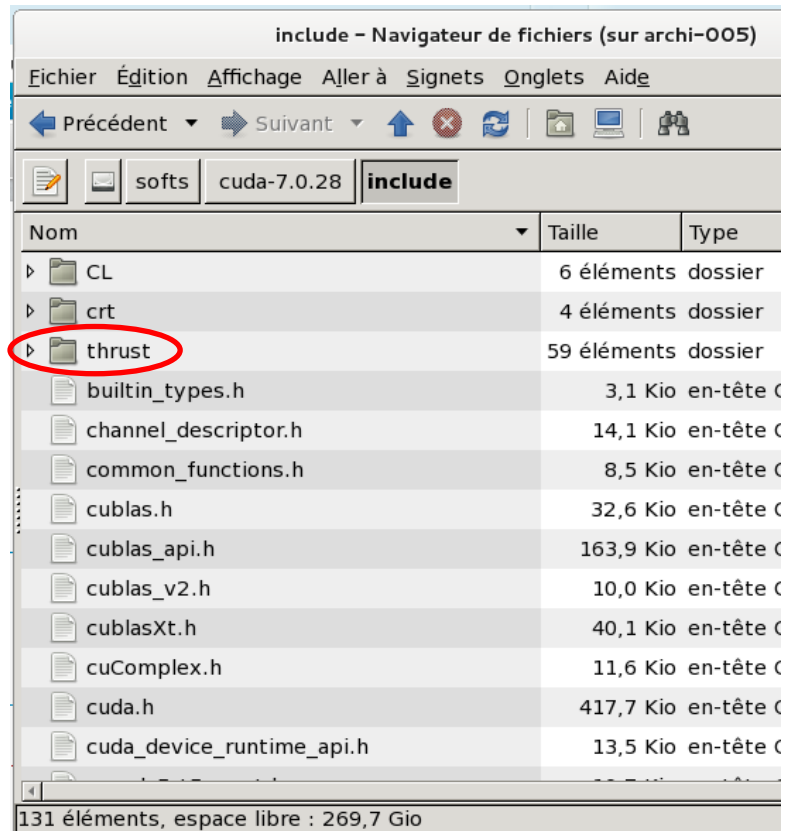 include – Navigateur de fichiers (sur archi-005)
Fichier Édition Affichage Aller à Signets Onglets Aide
Précédent Suivant
softs cuda-7.0.28 include
Nom Taille Type
CL 6 éléments dossier
crt 4 éléments dossier
thrust 59 éléments dossier
builtin_types.h 3,1 Kio en-tête
channel_descriptor.h 14,1 Kio en-tête
common_functions.h 8,5 Kio en-tête
cublas.h 32,6 Kio en-tête
cublas_api.h 163,9 Kio en-tête
cublas_v2.h 10,0 Kio en-tête
cublasXt.h 40,1 Kio en-tête
cuComplex.h 11,6 Kio en-tête
cuda.h 417,7 Kio en-tête
cuda_device_runtime_api.h 13,5 Kio en-tête
131 éléments, espace libre : 269,7 Gio